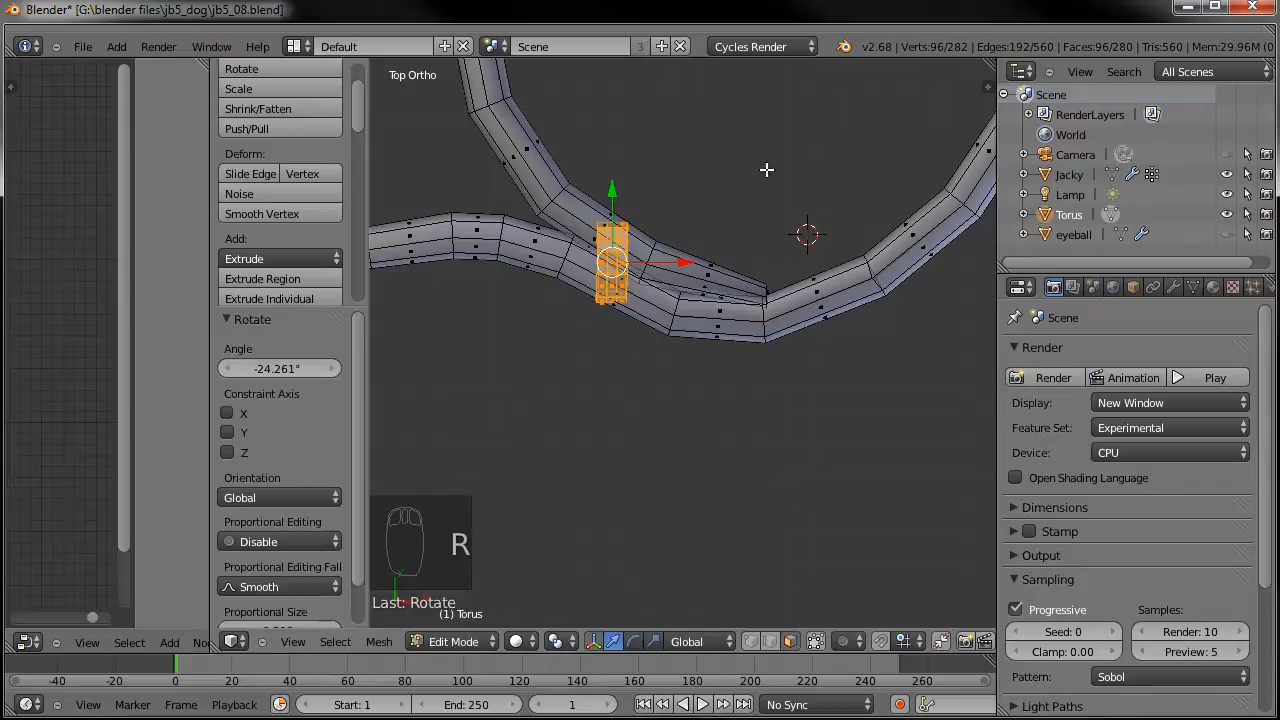 Blender* [G:\blender files\jb5_dog\jb5_08.blend]
File Add Render Window Help Default Scene 3 Cycles Render v2.68 | Verts:96/282 | Edges:192/560 | Faces:96/280 | Tris:560 | Mem:29.96M (0
Rotate
Scale
Shrink/Fatten
Push/Pull
Deform:
Slide Edge Vertex
Noise
Smooth Vertex
Add:
Extrude
Extrude Region
Extrude Individual
Rotate
Angle
-24.261°
Constraint Axis
X
Y
Z
Orientation
Global
Proportional Editing
Disable
Proportional Editing Fall
Smooth
Proportional Size
Top Ortho
R
Last: Rotate
(1) Torus
View Search All Scenes
Scene
RenderLayers
World
Camera
Jacky
Lamp
Torus
eyeball
Scene
Render
Render Animation Play
Display: New Window
Feature Set: Experimental
Device: CPU
Open Shading Language
Dimensions
Stamp
Output
Sampling
Progressive Samples:
Seed: 0 Render: 10
Clamp: 0.00 Preview: 5
Pattern: Sobol
Light Paths
View Select Add No View Select Mesh Edit Mode Global
-40 -20 0 20 40 60 80 100 120 140 160 180 200 220 240 260
View Marker Frame Playback Start: 1 End: 250 1 No Sync